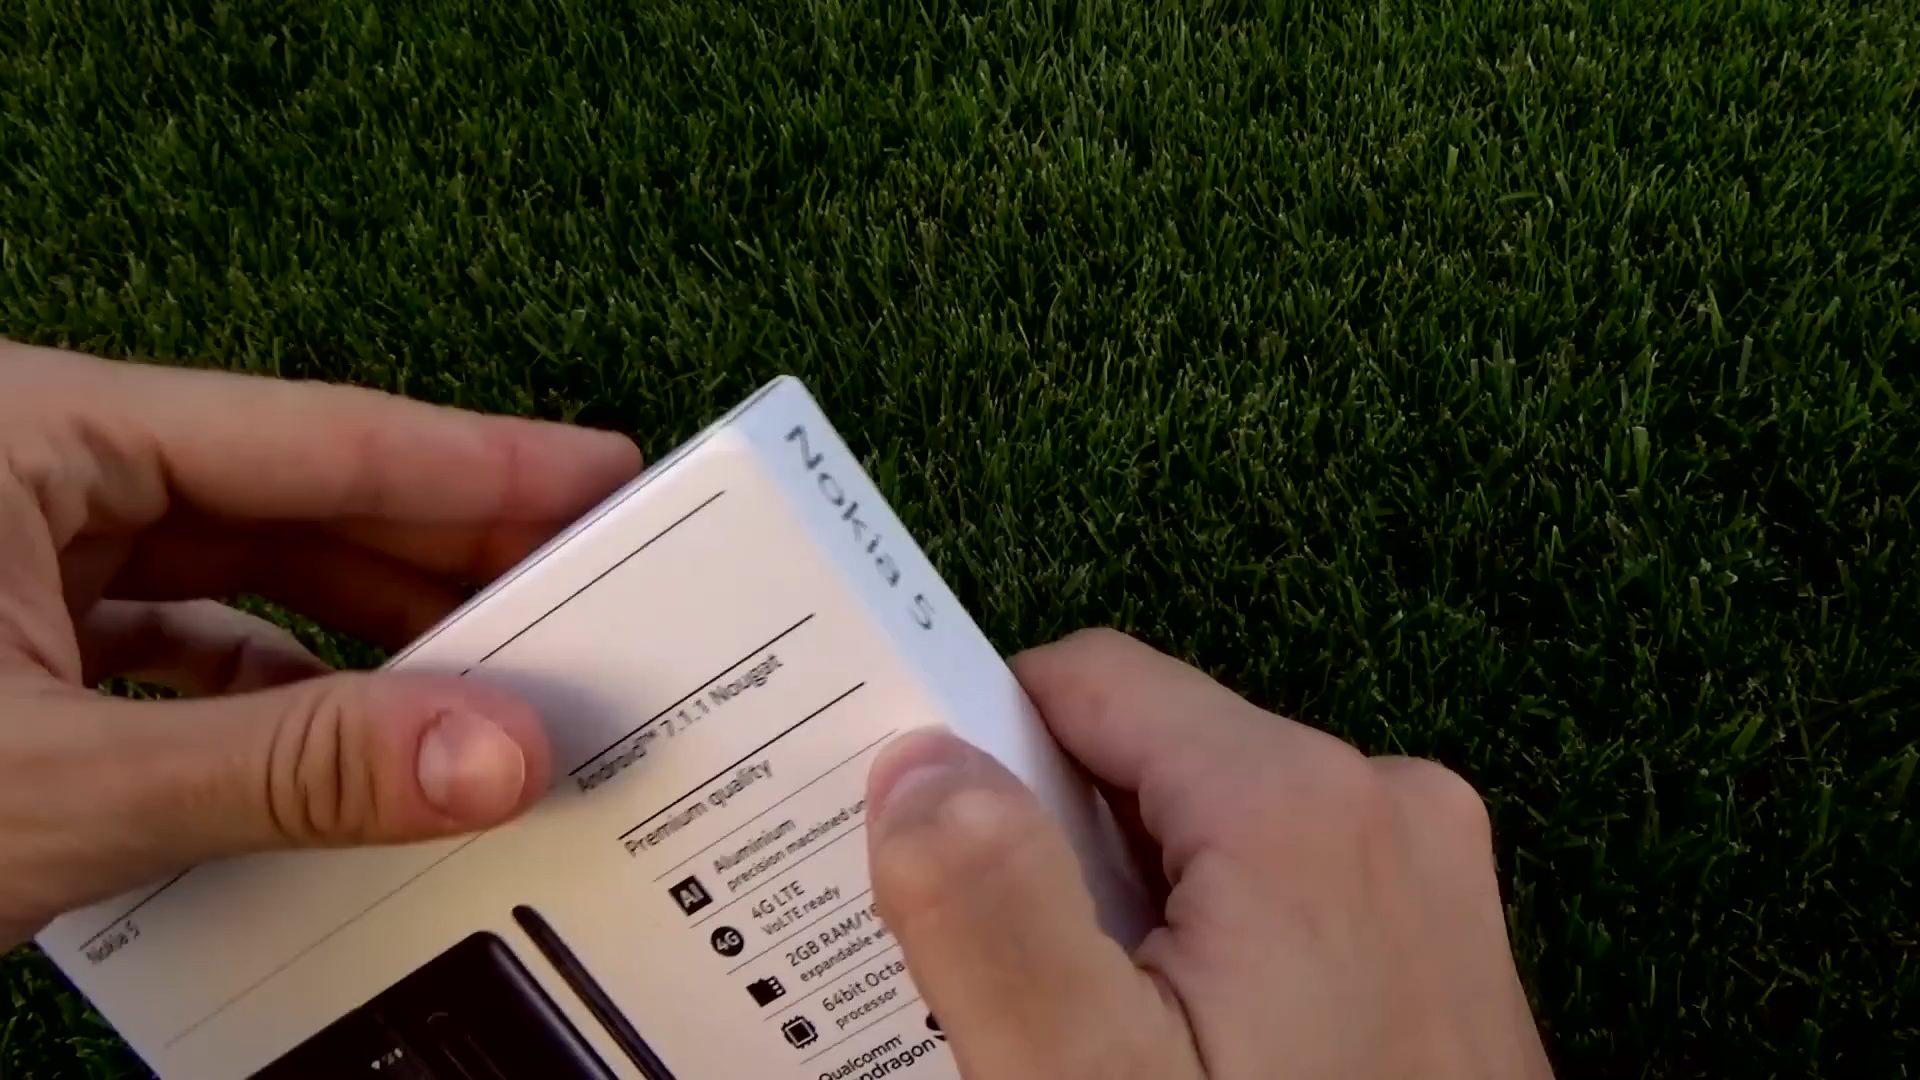 Nokia 5
Android™ 7.1.1 Nougat
Premium quality
Aluminium
precision machined
Al
4G LTE
VoLTE ready
4G
2GB RAM/16
expandable
64bit Octa
processor
Qualcomm
Nokia 5